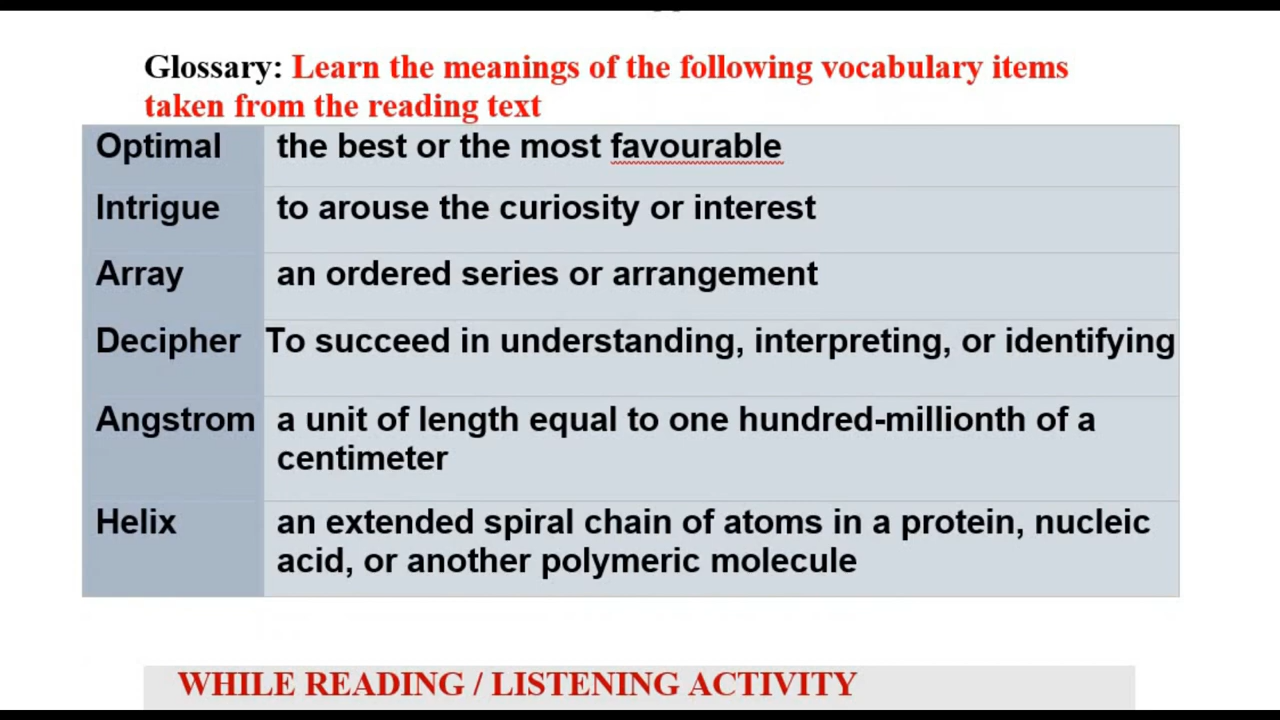 Glossary: Learn the meanings of the following vocabulary items
taken from the reading text
Optimal the best or the most favourable
Intrigue to arouse the curiosity or interest
Array an ordered series or arrangement
Decipher To succeed in understanding, interpreting, or identifying
Angstrom a unit of length equal to one hundred-millionth of a
centimeter
Helix an extended spiral chain of atoms in a protein, nucleic
acid, or another polymeric molecule
WHILE READING / LISTENING ACTIVITY